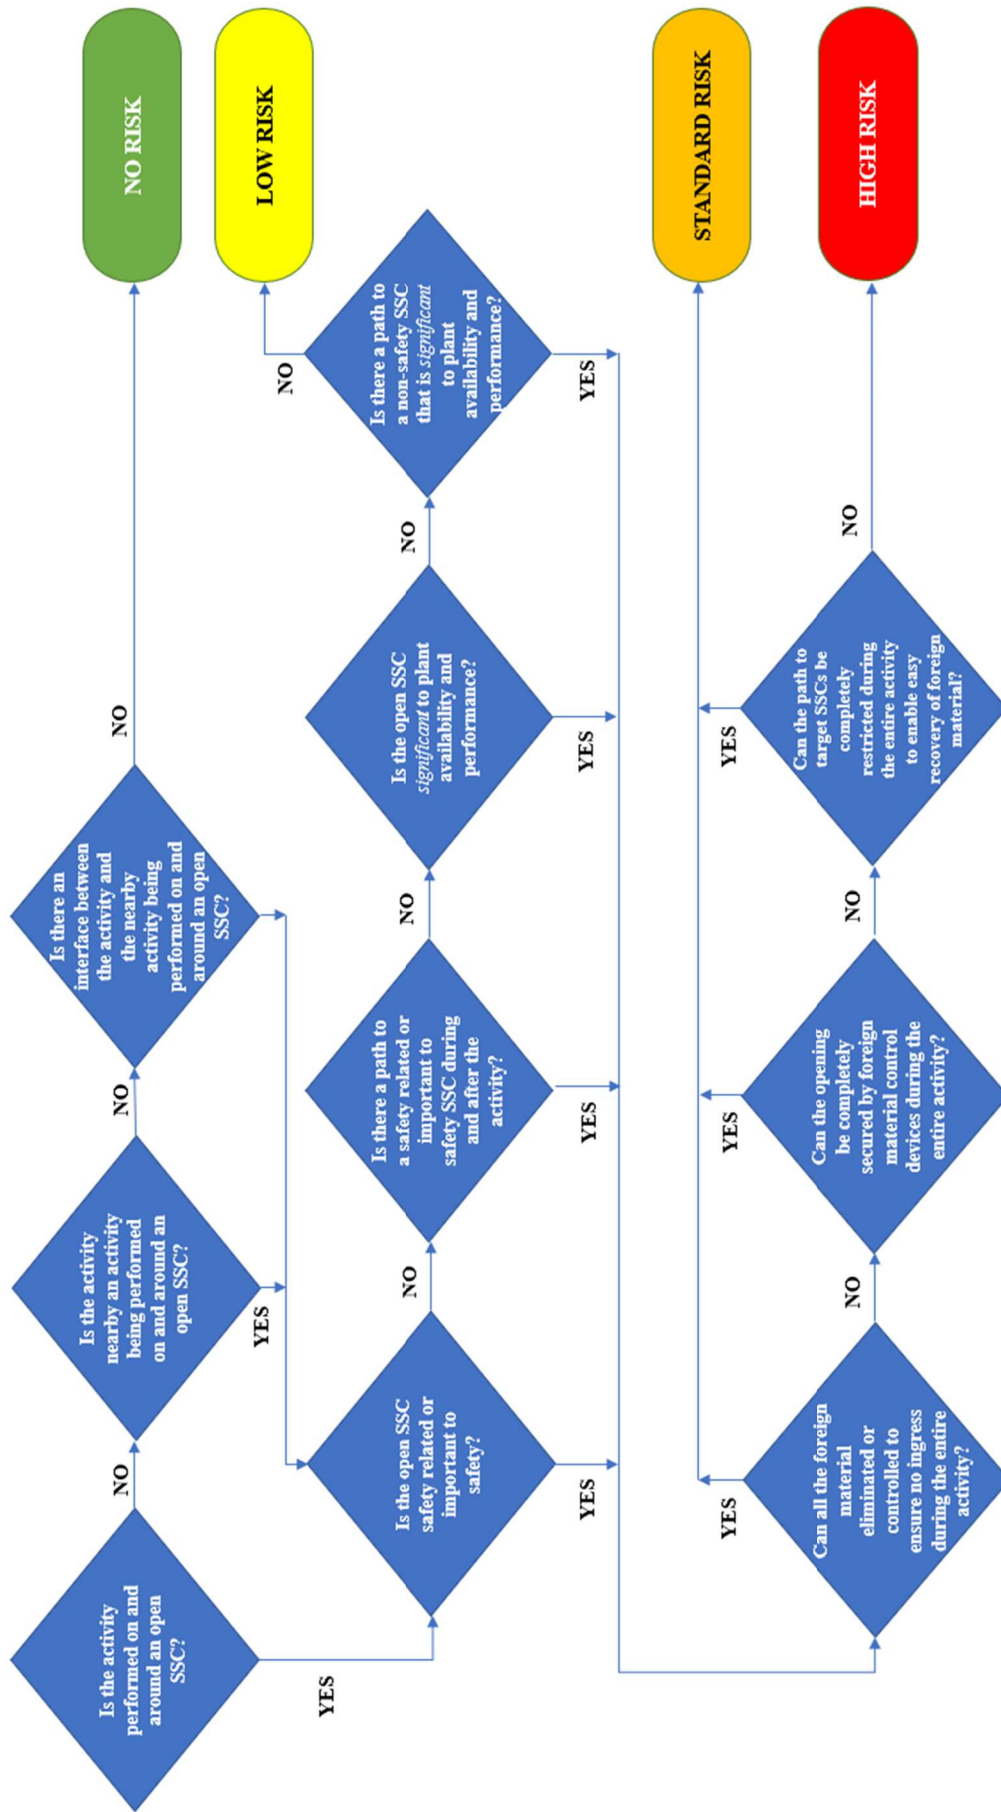 Is the activity
performed on and
around an open
SSC?
NO
YES
Is the activity
nearby an activity
being performed
on and around an
open SSC?
NO
YES
Is there an
interface between
the activity and
the nearby
activity being
performed on and
around an open
SSC?
NO
NO RISK
Is the open SSC
safety related or
important to
safety?
NO
YES
Is there a path to
a safety related or
important to
safety SSC during
and after the
activity?
NO
YES
Is the open SSC
significant to plant
availability and
performance?
NO
YES
Is there a path to
a non-safety SSC
that is significant
to plant
availability and
performance?
NO
YES
LOW RISK
Can all the foreign
material
eliminated or
controlled to
ensure no ingress
during the entire
activity?
YES
NO
Can the opening
be completely
secured by foreign
material control
devices during the
entire activity?
YES
NO
Can the path to
target SSCs be
completely
restricted during
the entire activity
to enable easy
recovery of foreign
material?
YES
NO
STANDARD RISK
HIGH RISK